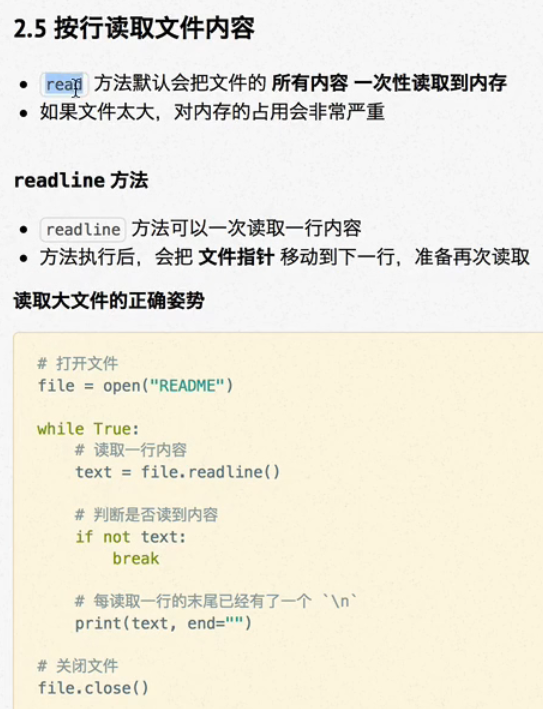 2.5 按行读取文件内容
read 方法默认会把文件的 所有内容 一次性读取到内存
如果文件太大，对内存的占用会非常严重
readline 方法
readline 方法可以一次读取一行内容
方法执行后，会把 文件指针 移动到下一行，准备再次读取
读取大文件的正确姿势
# 打开文件
file = open("README")
while True:
    # 读取一行内容
    text = file.readline()
    # 判断是否读到内容
    if not text:
        break
    # 每读取一行的末尾已经有了一个 `\n`
    print(text, end="")
# 关闭文件
file.close()